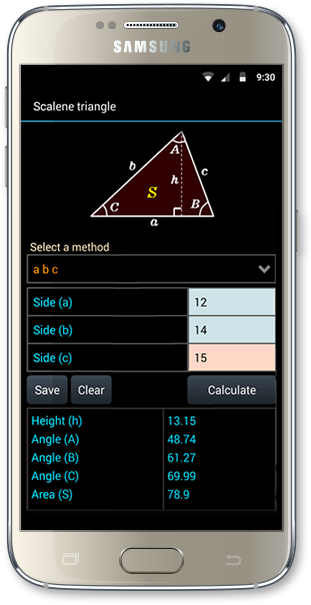 SAMSUNG
9:30
Scalene triangle
A
b
c
h
S
C
B
a
Select a method
a b c
Side (a) 12
Side (b) 14
Side (c) 15
Save Clear Calculate
Height (h) 13.15
Angle (A) 48.74
Angle (B) 61.27
Angle (C) 69.99
Area (S) 78.9